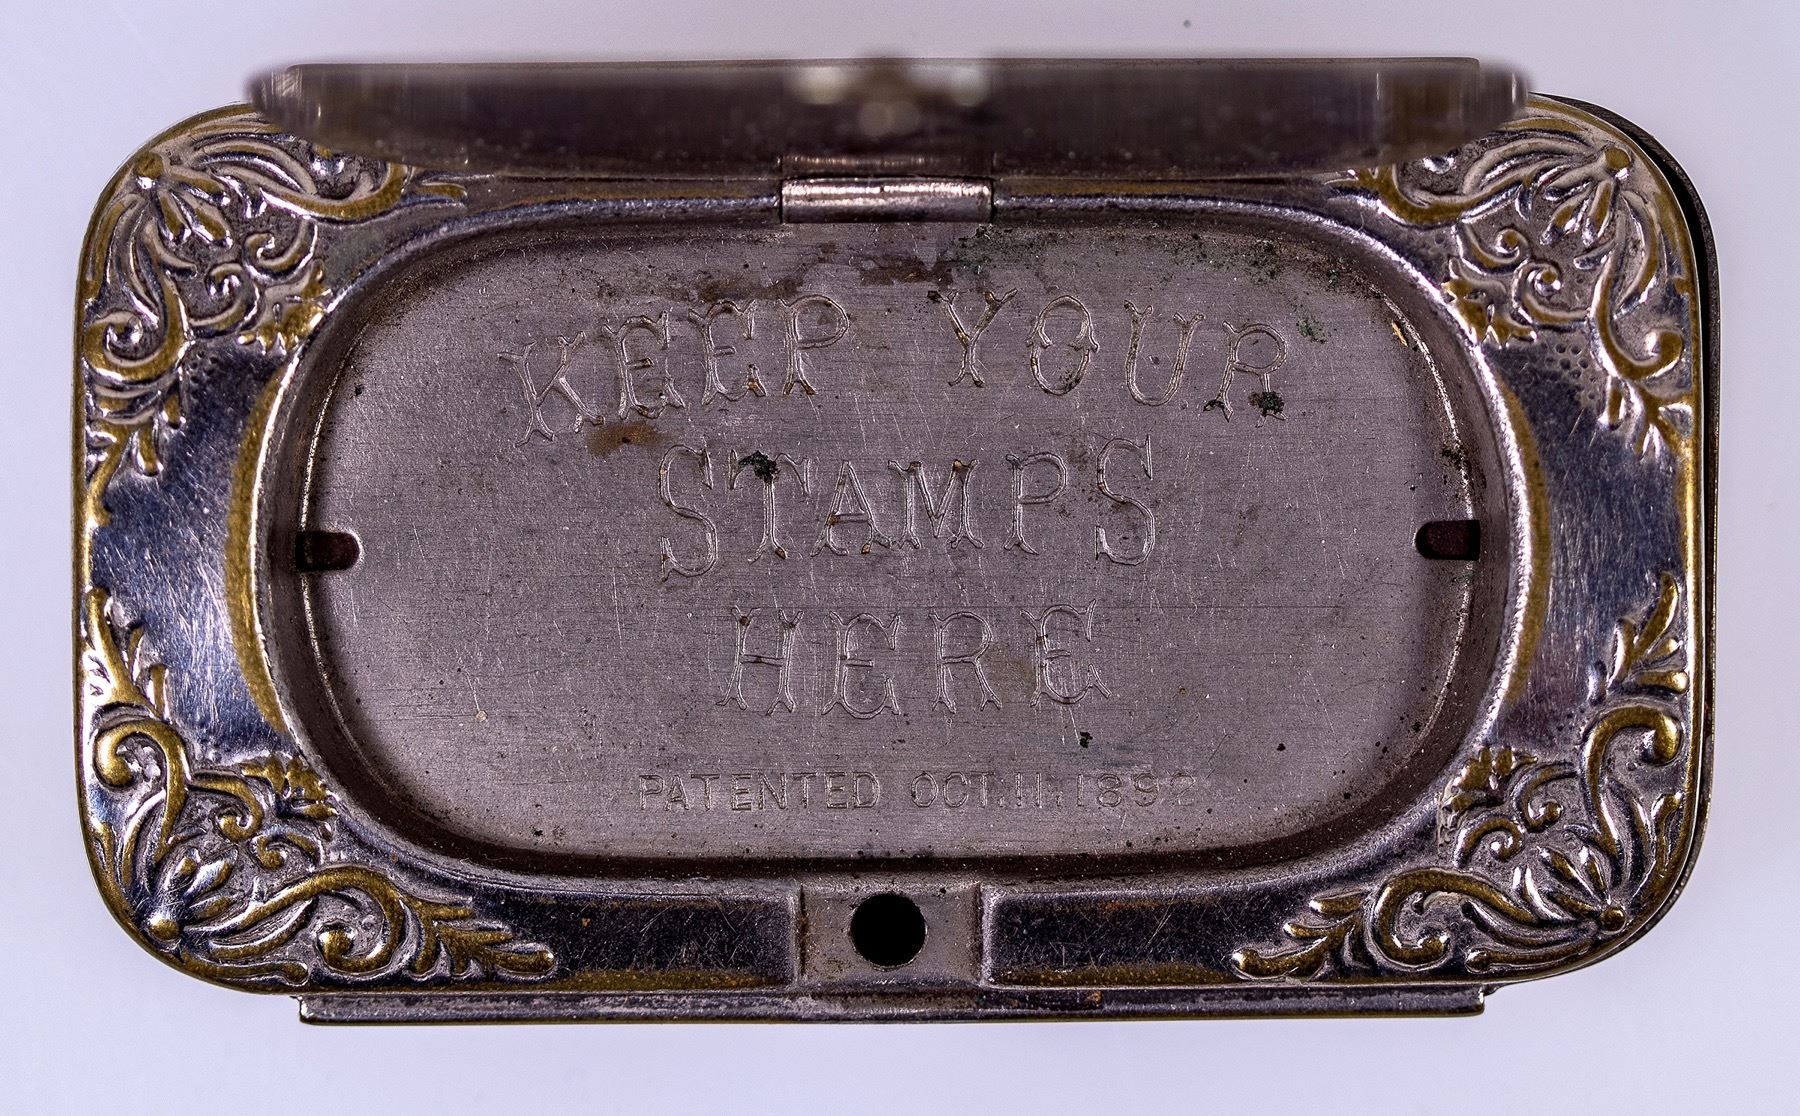 KEEP YOUR
STAMPS
HERE
PATENTED OCT. 11. 1892